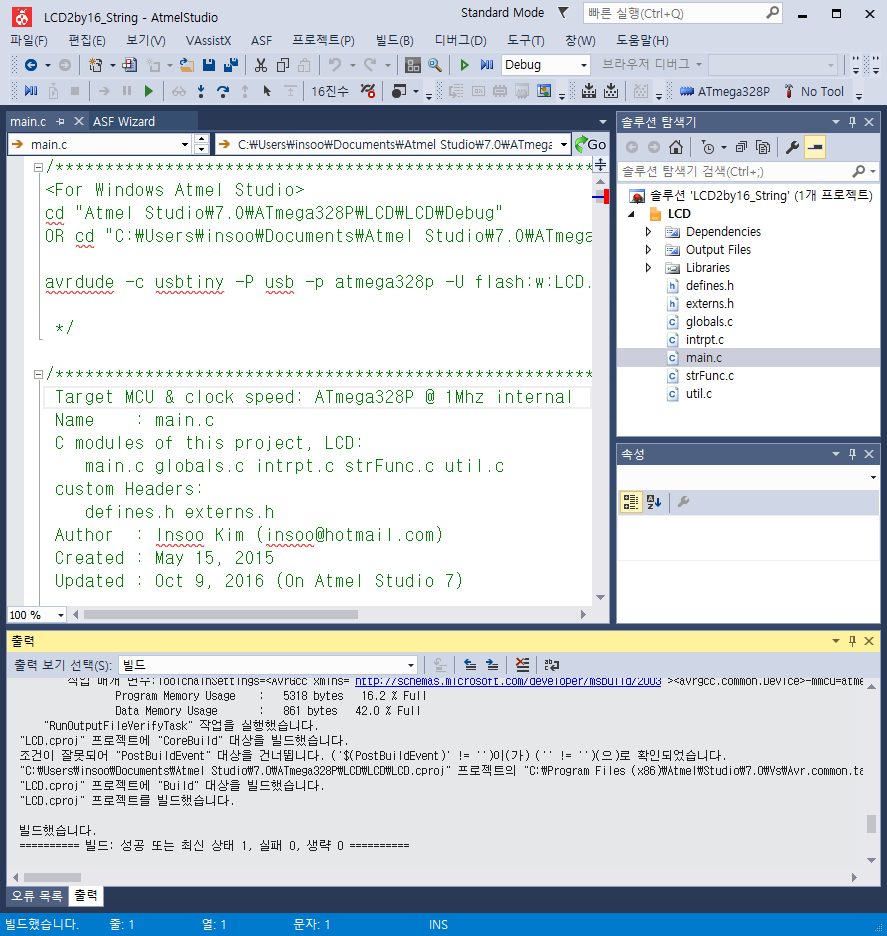 LCD2by16_String - AtmelStudio
Standard Mode
빠른 실행(Ctrl+Q)
파일(F) 편집(E) 보기(V) VAssistX ASF 프로젝트(P) 빌드(B) 디버그(D) 도구(T) 창(W) 도움말(H)
Debug 브라우저 디버그
16진수 ATmega328P No Tool
main.c ASF Wizard
main.c C:₩Users₩insoo₩Documents₩Atmel Studio₩7.0₩ATmega Go
/******************************************************
<For Windows Atmel Studio>
cd "Atmel Studio₩7.0₩ATmega328P₩LCD₩LCD₩Debug"
OR cd "C:₩Users₩insoo₩Documents₩Atmel Studio₩7.0₩ATmega
avrdude -c usbtiny -P usb -p atmega328p -U flash:w:LCD.
*/
/******************************************************
Target MCU & clock speed: ATmega328P @ 1Mhz internal
Name : main.c
C modules of this project, LCD:
main.c globals.c intrpt.c strFunc.c util.c
custom Headers:
defines.h externs.h
Author : Insoo Kim (insoo@hotmail.com)
Created : May 15, 2015
Updated : Oct 9, 2016 (On Atmel Studio 7)
100 %
솔루션 탐색기
솔루션 탐색기 검색(Ctrl+;)
솔루션 'LCD2by16_String' (1개 프로젝트)
LCD
Dependencies
Output Files
Libraries
defines.h
externs.h
globals.c
intrpt.c
main.c
strFunc.c
util.c
속성
출력
출력 보기 선택(S): 빌드
작업 매개 변수:ToolchainSettings=<AvrGcc xmlns="http://schemas.microsoft.com/developer/msbuild/2003"><avrgcc.common.Device>-mmcu=atme
Program Memory Usage : 5318 bytes 16.2 % Full
Data Memory Usage : 861 bytes 42.0 % Full
"RunOutputFileVerifyTask" 작업을 실행했습니다.
"LCD.cproj" 프로젝트에 "CoreBuild" 대상을 빌드했습니다.
조건이 잘못되어 "PostBuildEvent" 대상을 건너뜁니다. ('$(PostBuildEvent)' != '')이(가) ('' != '')(으)로 확인되었습니다.
"C:₩Users₩insoo₩Documents₩Atmel Studio₩7.0₩ATmega328P₩LCD₩LCD₩LCD.cproj" 프로젝트의 "C:₩Program Files (x86)₩Atmel₩Studio₩7.0₩Vs₩Avr.common.ta
"LCD.cproj" 프로젝트에 "Build" 대상을 빌드했습니다.
"LCD.cproj" 프로젝트를 빌드했습니다.
빌드했습니다.
========== 빌드: 성공 또는 최신 상태 1, 실패 0, 생략 0 ==========
오류 목록 출력
빌드했습니다. 줄: 1 열: 1 문자: 1 INS